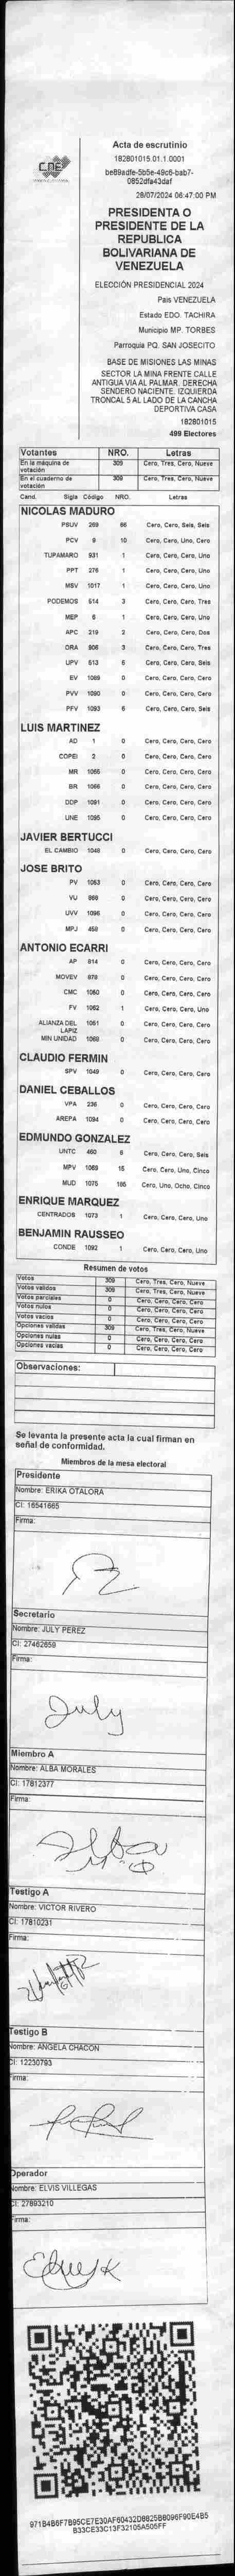 CNE
Acta de escrutinio
182801015.01.1.0001
be89adfe-5b5e-49c6-bab7-
0852dfa43daf
28/07/2024 06:47:00 PM
PRESIDENTA O
PRESIDENTE DE LA
REPUBLICA
BOLIVARIANA DE
VENEZUELA
ELECCIÓN PRESIDENCIAL 2024
Pais VENEZUELA
Estado EDO. TACHIRA
Municipio MP. TORBES
Parroquia PQ. SAN JOSECITO
BASE DE MISIONES LAS MINAS
SECTOR LA MINA FRENTE CALLE
ANTIGUA VIA AL PALMAR. DERECHA
SENDERO NACIENTE. IZQUIERDA
TRONCAL 5 AL LADO DE LA CANCHA
DEPORTIVA CASA
182801015
499 Electores
Votantes NRO. Letras
En la máquina de votación 309 Cero, Tres, Cero, Nueve
En el cuaderno de votación 309 Cero, Tres, Cero, Nueve
Cand. Sigla Código NRO. Letras
NICOLAS MADURO
PSUV 269 66 Cero, Cero, Seis, Seis
PCV 9 10 Cero, Cero, Uno, Cero
TUPAMARO 931 1 Cero, Cero, Cero, Uno
PPT 276 1 Cero, Cero, Cero, Uno
MSV 1017 1 Cero, Cero, Cero, Uno
PODEMOS 614 3 Cero, Cero, Cero, Tres
MEP 6 1 Cero, Cero, Cero, Uno
APC 219 2 Cero, Cero, Cero, Dos
ORA 906 3 Cero, Cero, Cero, Tres
UPV 613 6 Cero, Cero, Cero, Seis
EV 1089 0 Cero, Cero, Cero, Cero
PVV 1090 0 Cero, Cero, Cero, Cero
PFV 1093 6 Cero, Cero, Cero, Seis
LUIS MARTINEZ
AD 1 0 Cero, Cero, Cero, Cero
COPEI 2 0 Cero, Cero, Cero, Cero
MR 1065 0 Cero, Cero, Cero, Cero
BR 1066 0 Cero, Cero, Cero, Cero
DDP 1091 0 Cero, Cero, Cero, Cero
UNE 1095 0 Cero, Cero, Cero, Cero
JAVIER BERTUCCI
EL CAMBIO 1048 0 Cero, Cero, Cero, Cero
JOSE BRITO
PV 1063 0 Cero, Cero, Cero, Cero
VU 868 0 Cero, Cero, Cero, Cero
UVV 1096 0 Cero, Cero, Cero, Cero
MPJ 458 0 Cero, Cero, Cero, Cero
ANTONIO ECARRI
AP 814 0 Cero, Cero, Cero, Cero
MOVEV 878 0 Cero, Cero, Cero, Cero
CMC 1060 0 Cero, Cero, Cero, Cero
FV 1062 1 Cero, Cero, Cero, Uno
ALIANZA DEL LAPIZ 1051 0 Cero, Cero, Cero, Cero
MIN UNIDAD 1068 0 Cero, Cero, Cero, Cero
CLAUDIO FERMIN
SPV 1049 0 Cero, Cero, Cero, Cero
DANIEL CEBALLOS
VPA 236 0 Cero, Cero, Cero, Cero
AREPA 1094 0 Cero, Cero, Cero, Cero
EDMUNDO GONZALEZ
UNTC 460 6 Cero, Cero, Cero, Seis
MPV 1069 15 Cero, Cero, Uno, Cinco
MUD 1075 185 Cero, Uno, Ocho, Cinco
ENRIQUE MARQUEZ
CENTRADOS 1073 1 Cero, Cero, Cero, Uno
BENJAMIN RAUSSEO
CONDE 1092 1 Cero, Cero, Cero, Uno
Resumen de votos
Votos 309 Cero, Tres, Cero, Nueve
Votos validos 309 Cero, Tres, Cero, Nueve
Votos parciales 0 Cero, Cero, Cero, Cero
Votos nulos 0 Cero, Cero, Cero, Cero
Votos vacios 0 Cero, Cero, Cero, Cero
Opciones validas 309 Cero, Tres, Cero, Nueve
Opciones nulas 0 Cero, Cero, Cero, Cero
Opciones vacias 0 Cero, Cero, Cero, Cero
Observaciones:
Se levanta la presente acta la cual firman en
señal de conformidad.
Miembros de la mesa electoral
Presidente
Nombre: ERIKA OTALORA
CI: 16541665
Firma:
Secretario
Nombre: JULY PEREZ
CI: 27462659
Firma:
July
Miembro A
Nombre: ALBA MORALES
CI: 17812377
Firma:
Alba
Testigo A
Nombre: VICTOR RIVERO
CI: 17810231
Firma:
Testigo B
Nombre: ANGELA CHACON
CI: 12230793
Firma:
Operador
Nombre: ELVIS VILLEGAS
CI: 27893210
Firma:
971B4B6F7B95CE7E30AF60432D8825B8096F90E4B5
B33CE33C13F32105A505FF